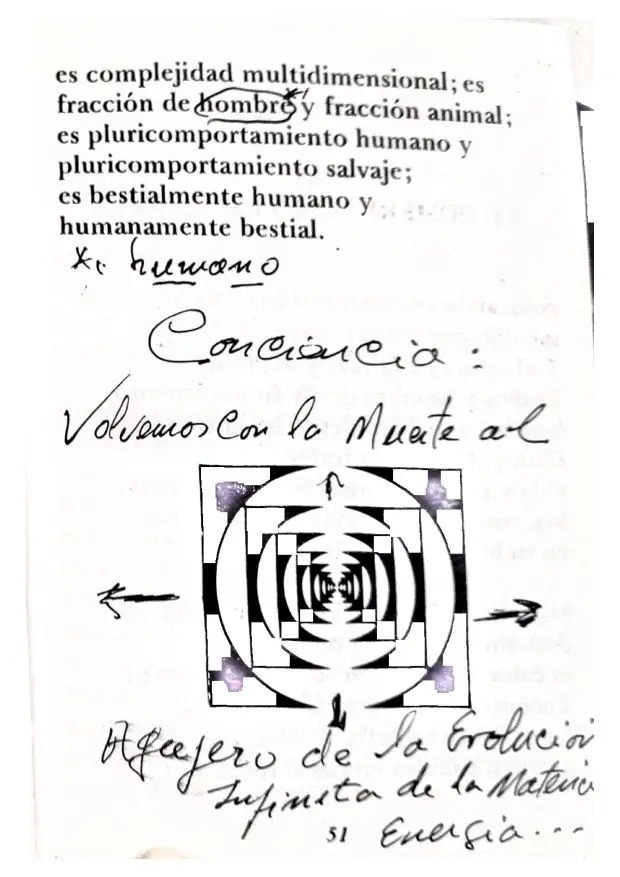 es complejidad multidimensional; es
fracción de hombre y fracción animal;
es pluricomportamiento humano y
pluricomportamiento salvaje;
es bestialmente humano y
humanamente bestial.
humano
Conciencia:
Volvemos con la Muerte al
Agujero de la Evolución
Infinita de la Materia
Energía...
51